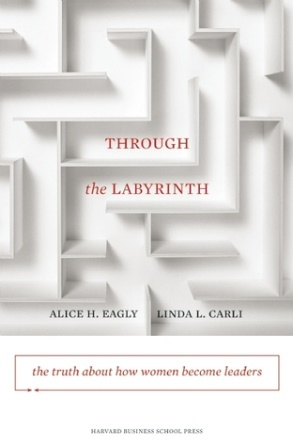 THROUGH
the LABYRINTH
ALICE H. EAGLY LINDA L. CARLI
the truth about how women become leaders
HARVARD BUSINESS SCHOOL PRESS